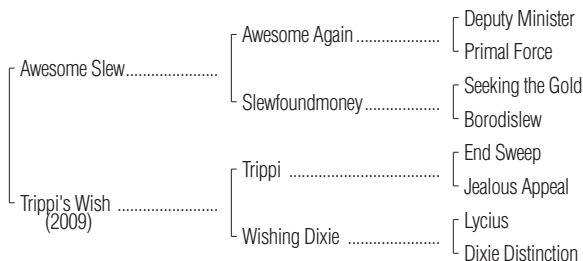 Deputy Minister
Awesome Again ....................
Primal Force
Awesome Slew......................
Seeking the Gold
Slewfoundmoney..................
Borodislew
End Sweep
Trippi .................................
Jealous Appeal
Trippi's Wish ........................
(2009)
Lycius
Wishing Dixie ......................
Dixie Distinction